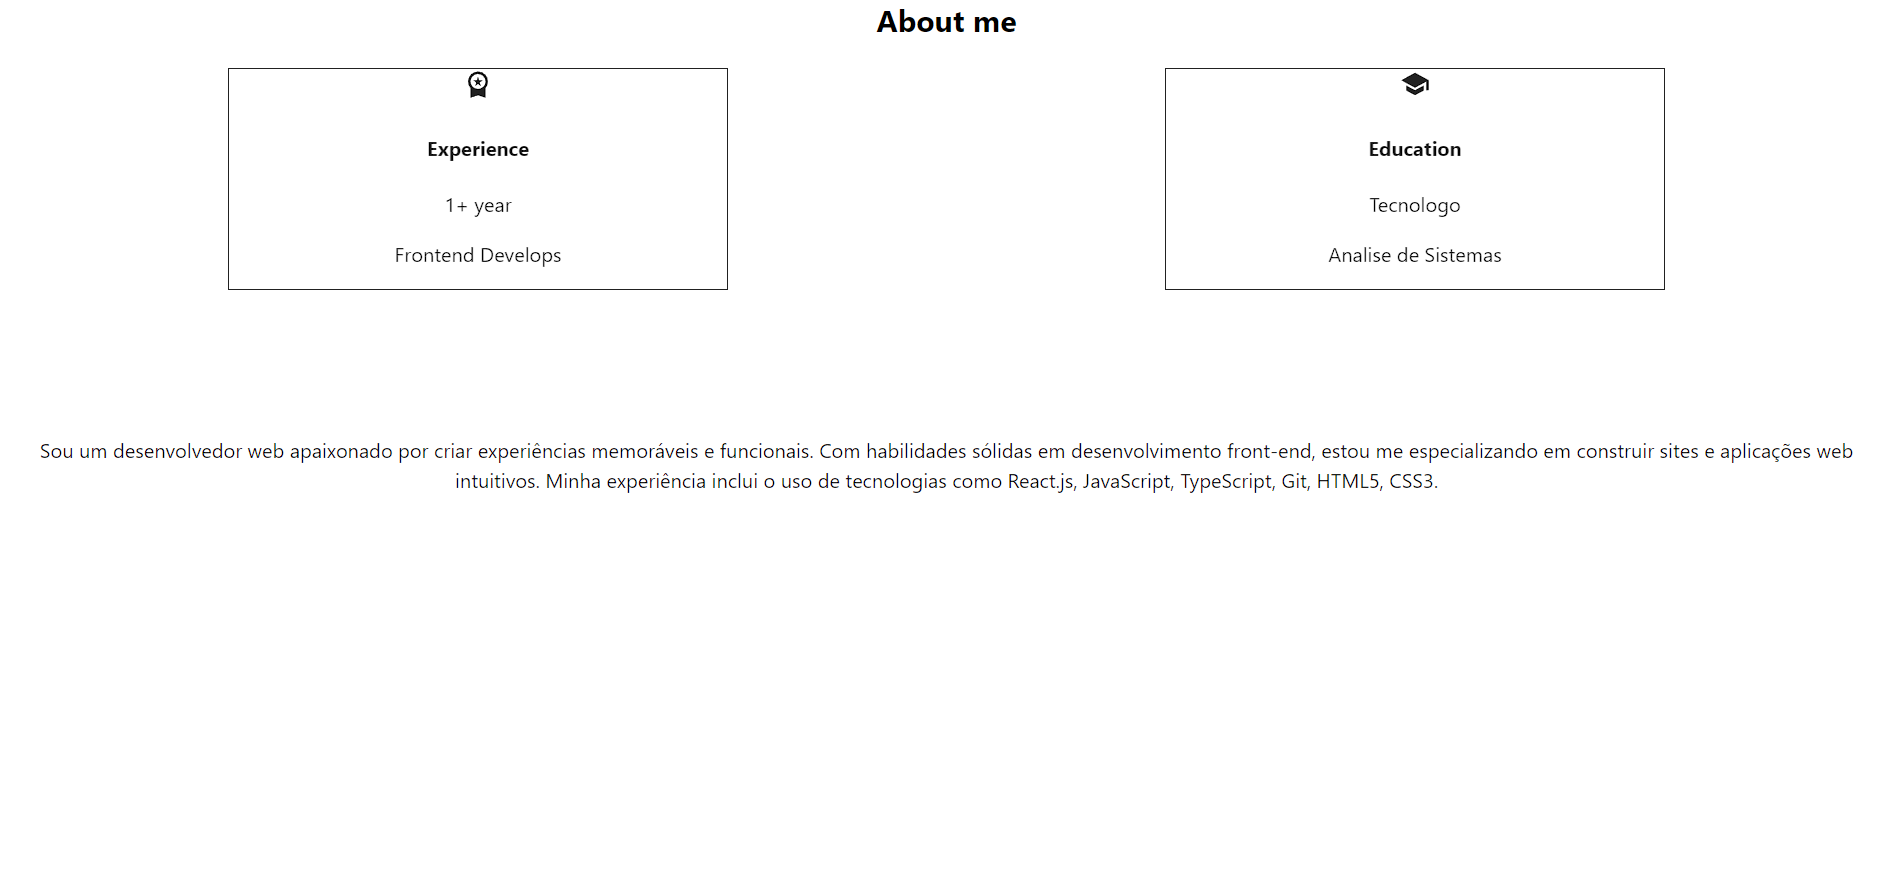 About me
Experience
1+ year
Frontend Develops
Education
Tecnologo
Analise de Sistemas
Sou um desenvolvedor web apaixonado por criar experiências memoráveis e funcionais. Com habilidades sólidas em desenvolvimento front-end, estou me especializando em construir sites e aplicações web
intuitivos. Minha experiência inclui o uso de tecnologias como React.js, JavaScript, TypeScript, Git, HTML5, CSS3.